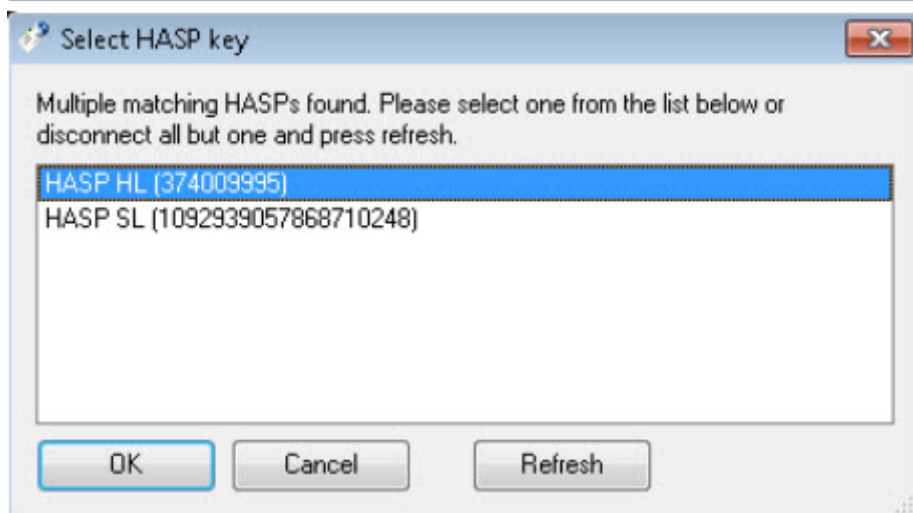 Select HASP key
Multiple matching HASPs found. Please select one from the list below or
disconnect all but one and press refresh.
HASP HL (374009995)
HASP SL (1092939057868710248)
OK
Cancel
Refresh